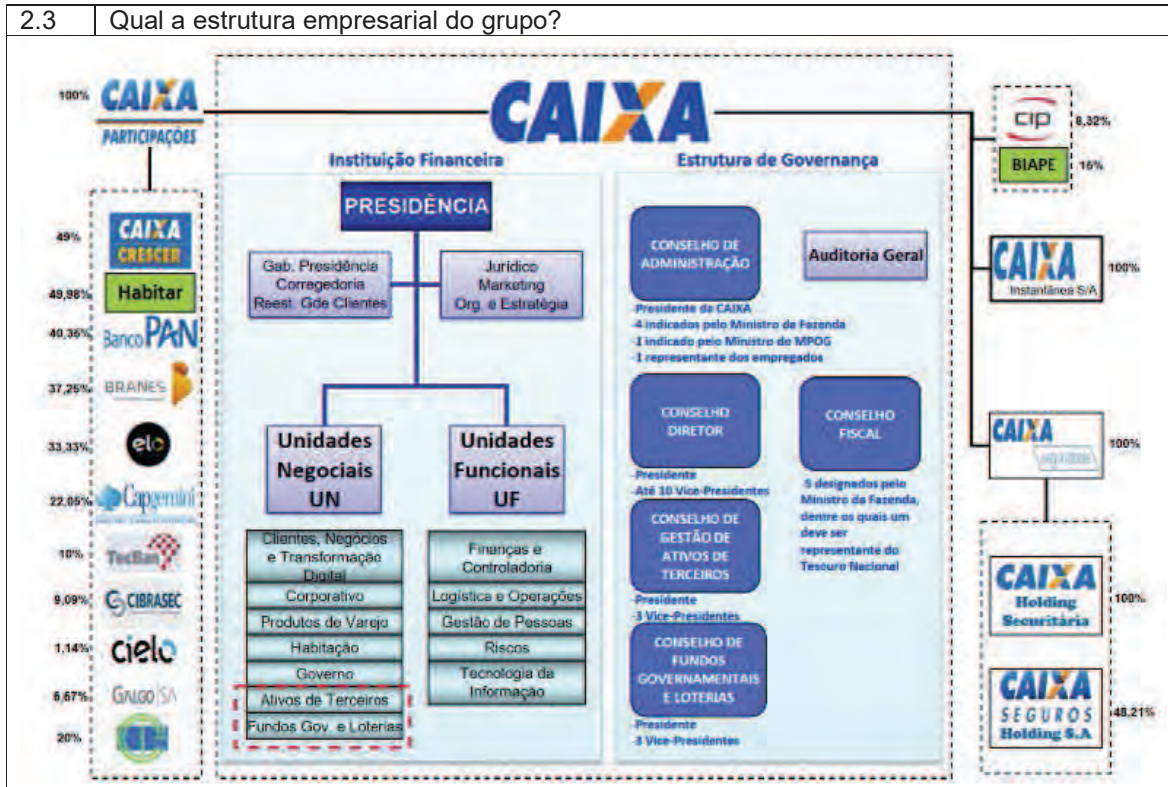 2.3 Qual a estrutura empresarial do grupo?
CAIXA
100%
CAIXA
PARTICIPAÇÕES
49%
CAIXA
CRESCER
49,98%
Habitar
40,36%
Banco PAN
37,25%
BRANES
33,33%
elo
22,05%
Capgemini
10%
TecBan
9,09%
CIBRASEC
1,14%
cielo
6,67%
GALGO SA
20%
Instituição Financeira
PRESIDÊNCIA
Gab. Presidência
Corregedoria
Reest. Gde Clientes
Jurídico
Marketing
Org. e Estratégia
Unidades
Negociais
UN
Clientes, Negócios
e Transformação
Digital
Corporativo
Produtos de Varejo
Habitação
Governo
Ativos de Terceiros
Fundos Gov. e Loterias
Unidades
Funcionais
UF
Finanças e
Controladoria
Logística e Operações
Gestão de Pessoas
Riscos
Tecnologia da
Informação
Estrutura de Governança
CONSELHO DE
ADMINISTRAÇÃO
-Presidente da CAIXA
-4 indicados pelo Ministro da Fazenda
-1 indicado pelo Ministro do MPOG
-1 representante dos empregados
Auditoria Geral
CONSELHO
DIRETOR
-Presidente
-Até 10 Vice-Presidentes
CONSELHO
FISCAL
-5 designados pelo
Ministro da Fazenda,
dentre os quais um
deve ser
representante do
Tesouro Nacional
CONSELHO DE
GESTÃO DE
ATIVOS DE
TERCEIROS
-Presidente
-3 Vice-Presidentes
CONSELHO DE
FUNDOS
GOVERNAMENTAIS
E LOTERIAS
-Presidente
-3 Vice-Presidentes
cip
BIAPE
16%
CAIXA
Instantânea S/A
100%
CAIXA
100%
CAIXA
Holding
Securitária
100%
CAIXA
SEGUROS
Holding S.A
48,21%